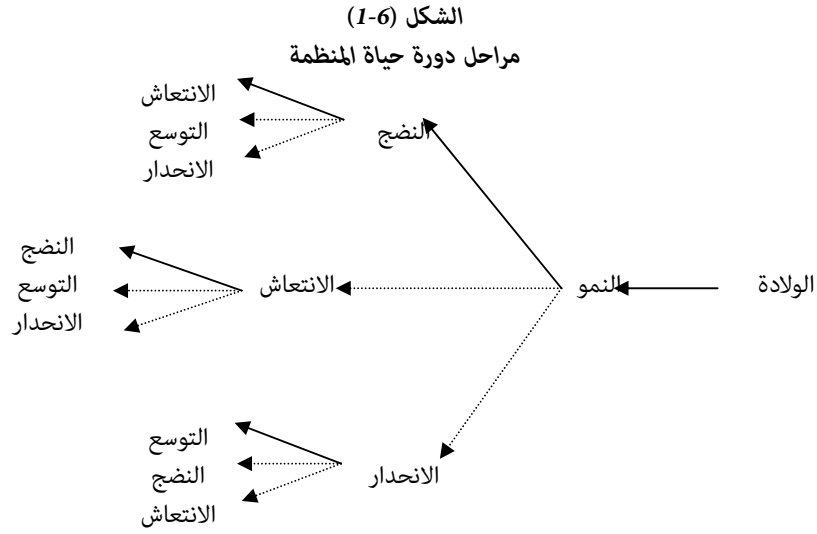 الشكل (6-1)
مراحل دورة حياة المنظمة
الولادة
النمو
النضج
الانتعاش
التوسع
الانحدار
الانتعاش
النضج
التوسع
الانحدار
الانحدار
التوسع
النضج
الانتعاش